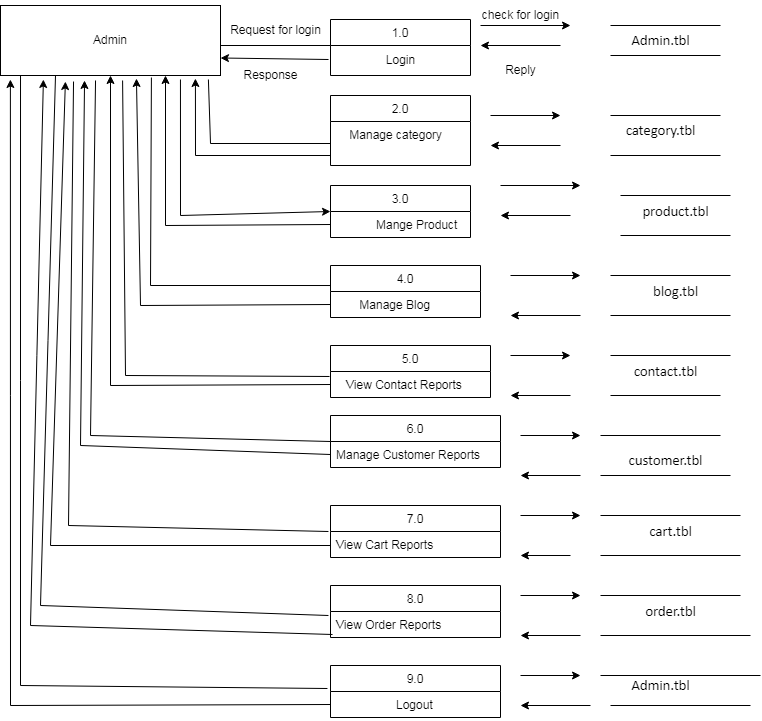 Admin
Request for login
Response
1.0
Login
check for login
Reply
Admin.tbl
2.0
Manage category
category.tbl
3.0
Mange Product
product.tbl
4.0
Manage Blog
blog.tbl
5.0
View Contact Reports
contact.tbl
6.0
Manage Customer Reports
customer.tbl
7.0
View Cart Reports
cart.tbl
8.0
View Order Reports
order.tbl
9.0
Logout
Admin.tbl